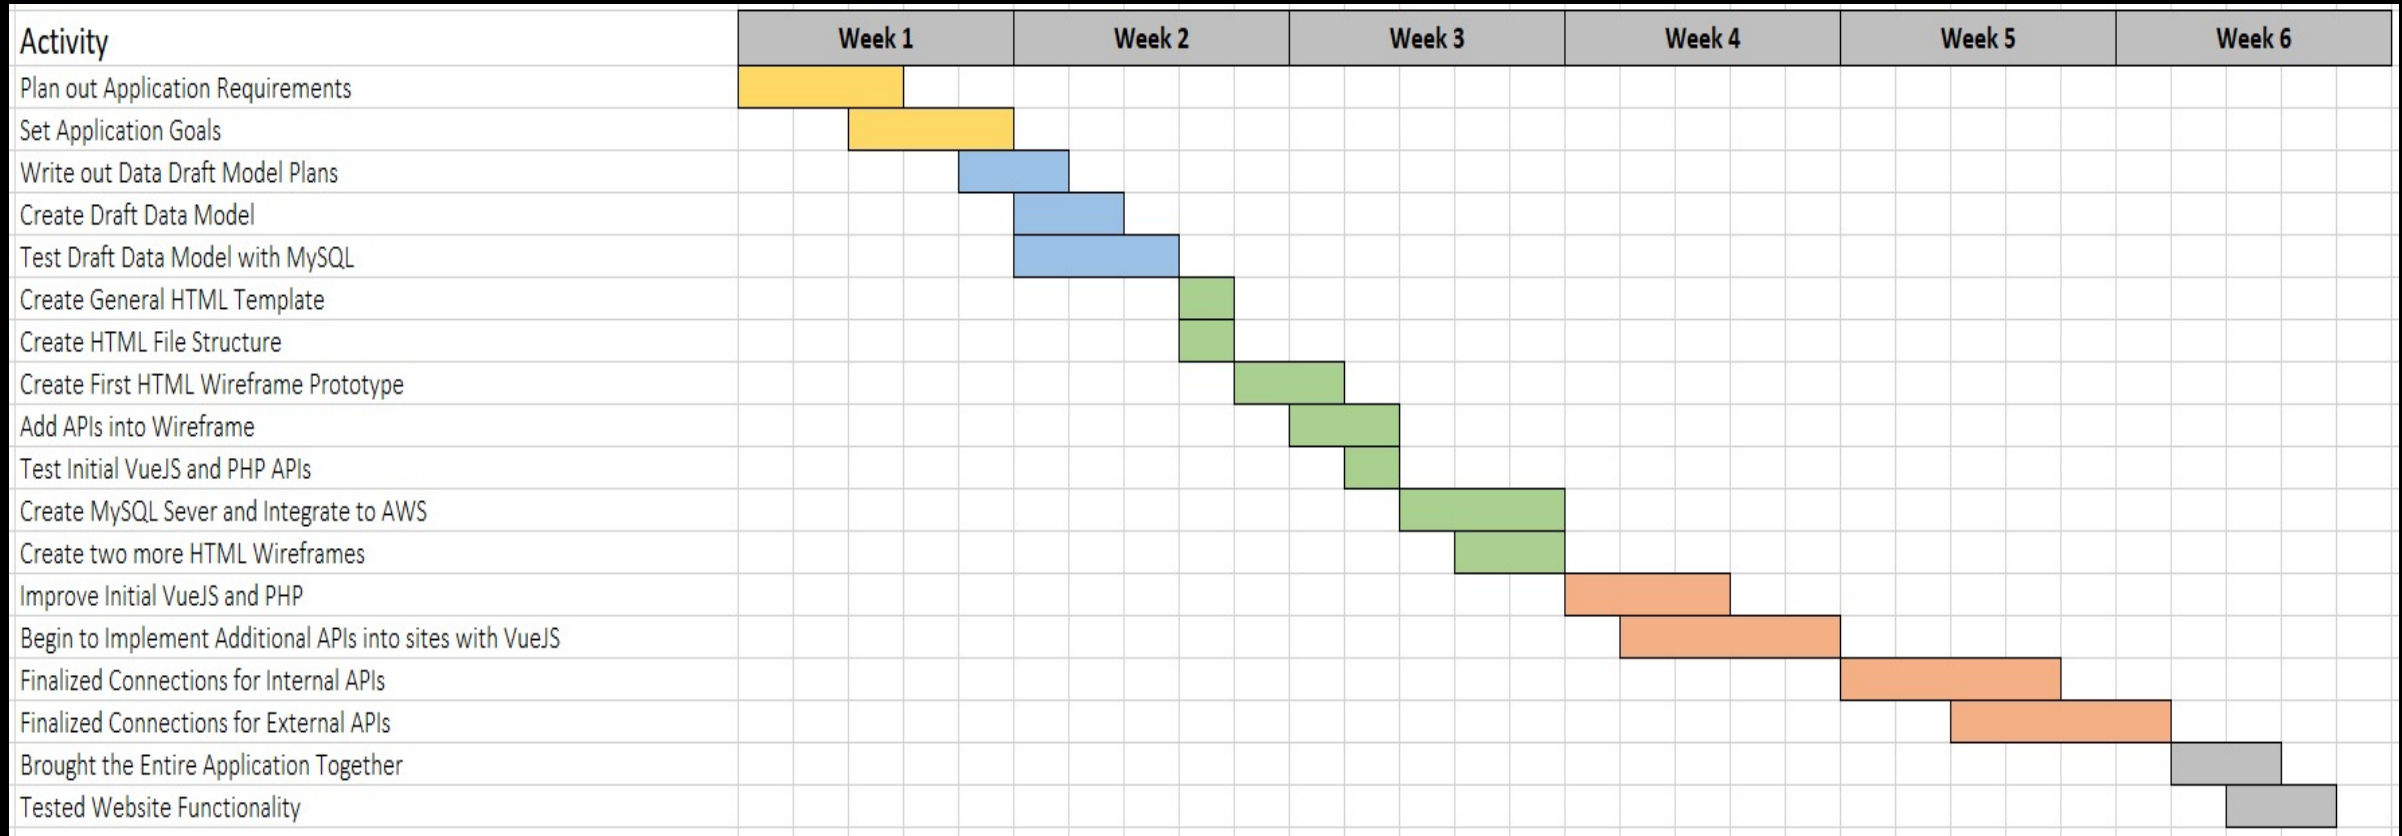 Activity Week 1 Week 2 Week 3 Week 4 Week 5 Week 6
Plan out Application Requirements
Set Application Goals
Write out Data Draft Model Plans
Create Draft Data Model
Test Draft Data Model with MySQL
Create General HTML Template
Create HTML File Structure
Create First HTML Wireframe Prototype
Add APIs into Wireframe
Test Initial VueJS and PHP APIs
Create MySQL Sever and Integrate to AWS
Create two more HTML Wireframes
Improve Initial VueJS and PHP
Begin to Implement Additional APIs into sites with VueJS
Finalized Connections for Internal APIs
Finalized Connections for External APIs
Brought the Entire Application Together
Tested Website Functionality